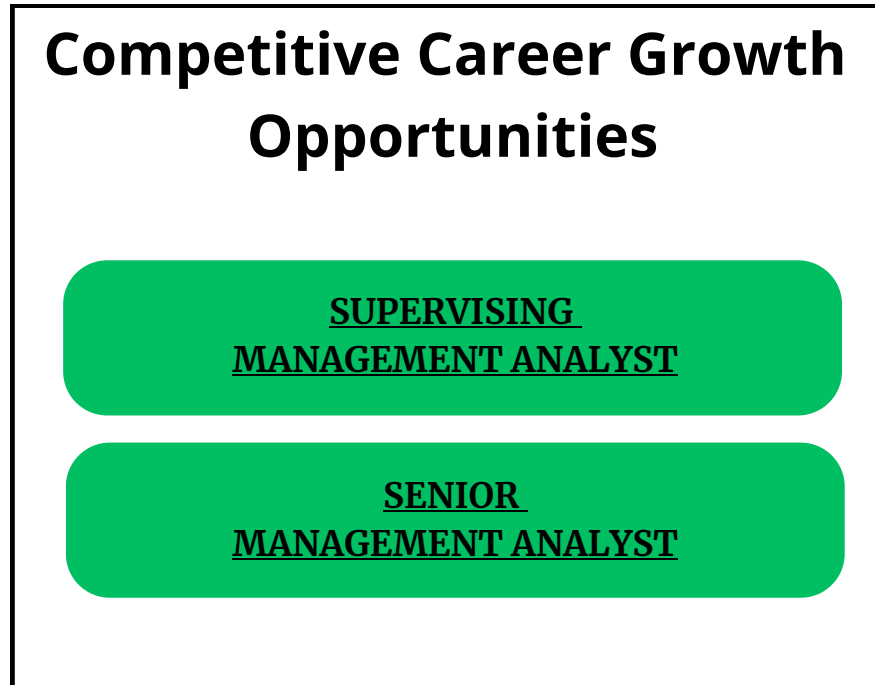 Competitive Career Growth
Opportunities
SUPERVISING
MANAGEMENT ANALYST
SENIOR
MANAGEMENT ANALYST